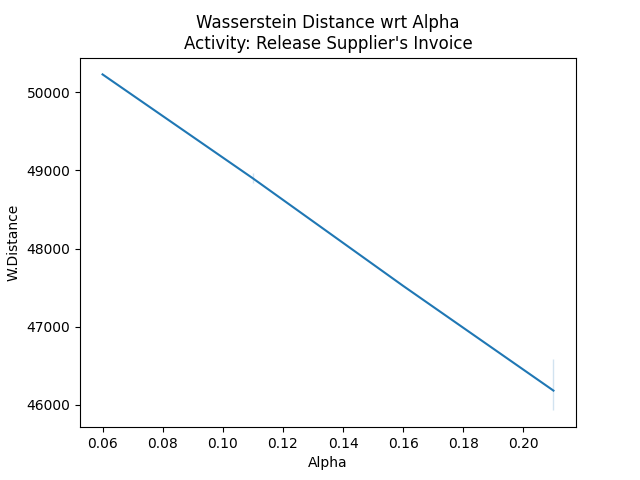 Wasserstein Distance wrt Alpha
Activity: Release Supplier's Invoice
50000
49000
48000
47000
46000
W.Distance
0.06 0.08 0.10 0.12 0.14 0.16 0.18 0.20
Alpha